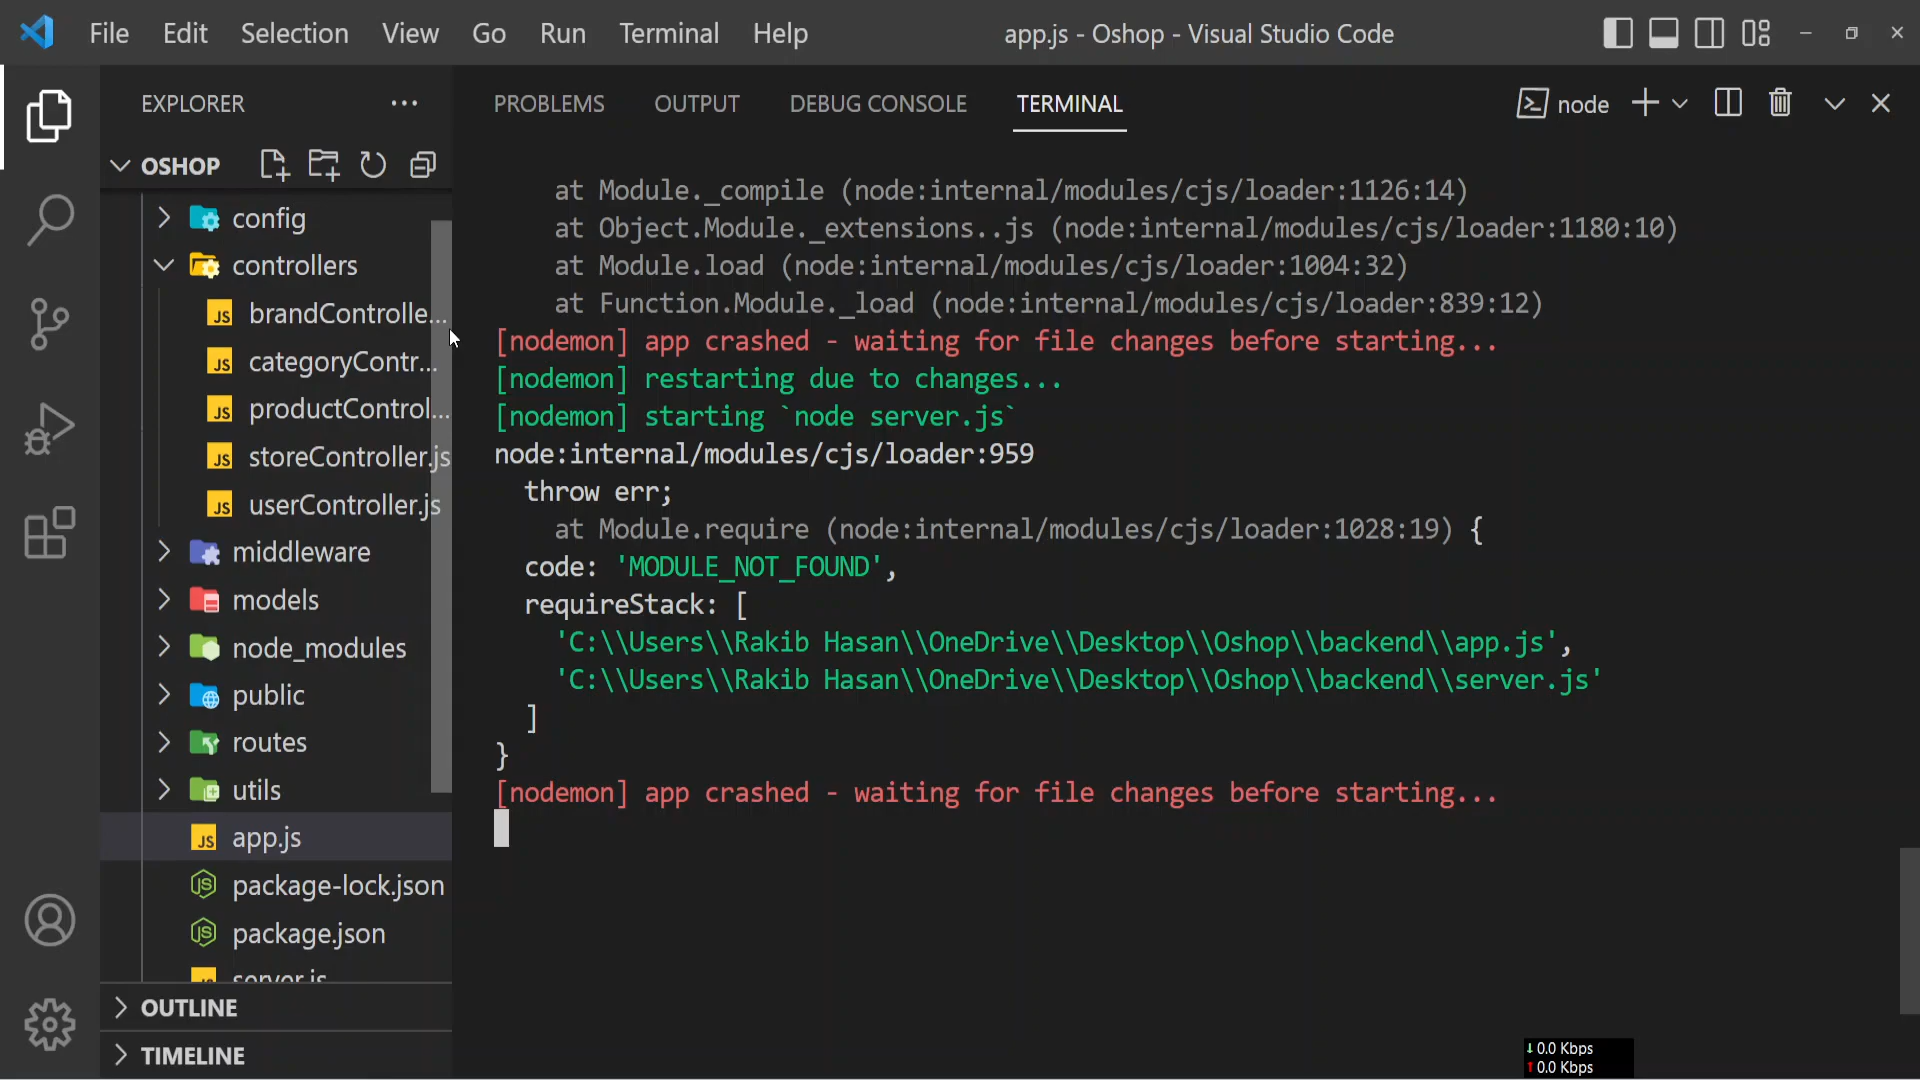 File Edit Selection View Go Run Terminal Help app.js - Oshop - Visual Studio Code
EXPLORER
OSHOP
config
controllers
brandControlle...
categoryContr...
productControl...
storeController.js
userController.js
middleware
models
node_modules
public
routes
utils
app.js
package-lock.json
package.json
server.js
OUTLINE
TIMELINE
PROBLEMS OUTPUT DEBUG CONSOLE TERMINAL node
at Module._compile (node:internal/modules/cjs/loader:1126:14)
at Object.Module._extensions..js (node:internal/modules/cjs/loader:1180:10)
at Module.load (node:internal/modules/cjs/loader:1004:32)
at Function.Module._load (node:internal/modules/cjs/loader:839:12)
[nodemon] app crashed - waiting for file changes before starting...
[nodemon] restarting due to changes...
[nodemon] starting `node server.js`
node:internal/modules/cjs/loader:959
throw err;
at Module.require (node:internal/modules/cjs/loader:1028:19) {
code: 'MODULE_NOT_FOUND',
requireStack: [
'C:\\Users\\Rakib Hasan\\OneDrive\\Desktop\\Oshop\\backend\\app.js',
'C:\\Users\\Rakib Hasan\\OneDrive\\Desktop\\Oshop\\backend\\server.js'
]
}
[nodemon] app crashed - waiting for file changes before starting...
↓ 0.0 Kbps
↑ 0.0 Kbps